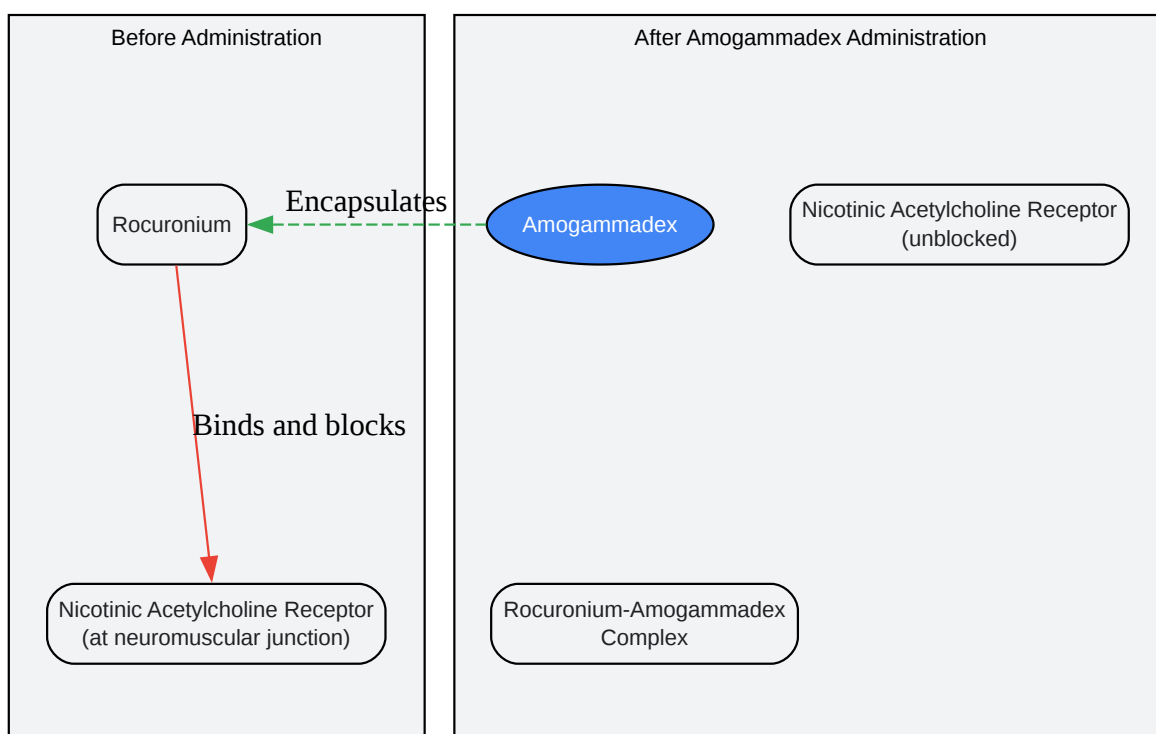 Before Administration
After Amogammadex Administration
Rocuronium
Encapsulates
Amogammadex
Nicotinic Acetylcholine Receptor
(unblocked)
Binds and blocks
Nicotinic Acetylcholine Receptor
(at neuromuscular junction)
Rocuronium-Amogammadex
Complex